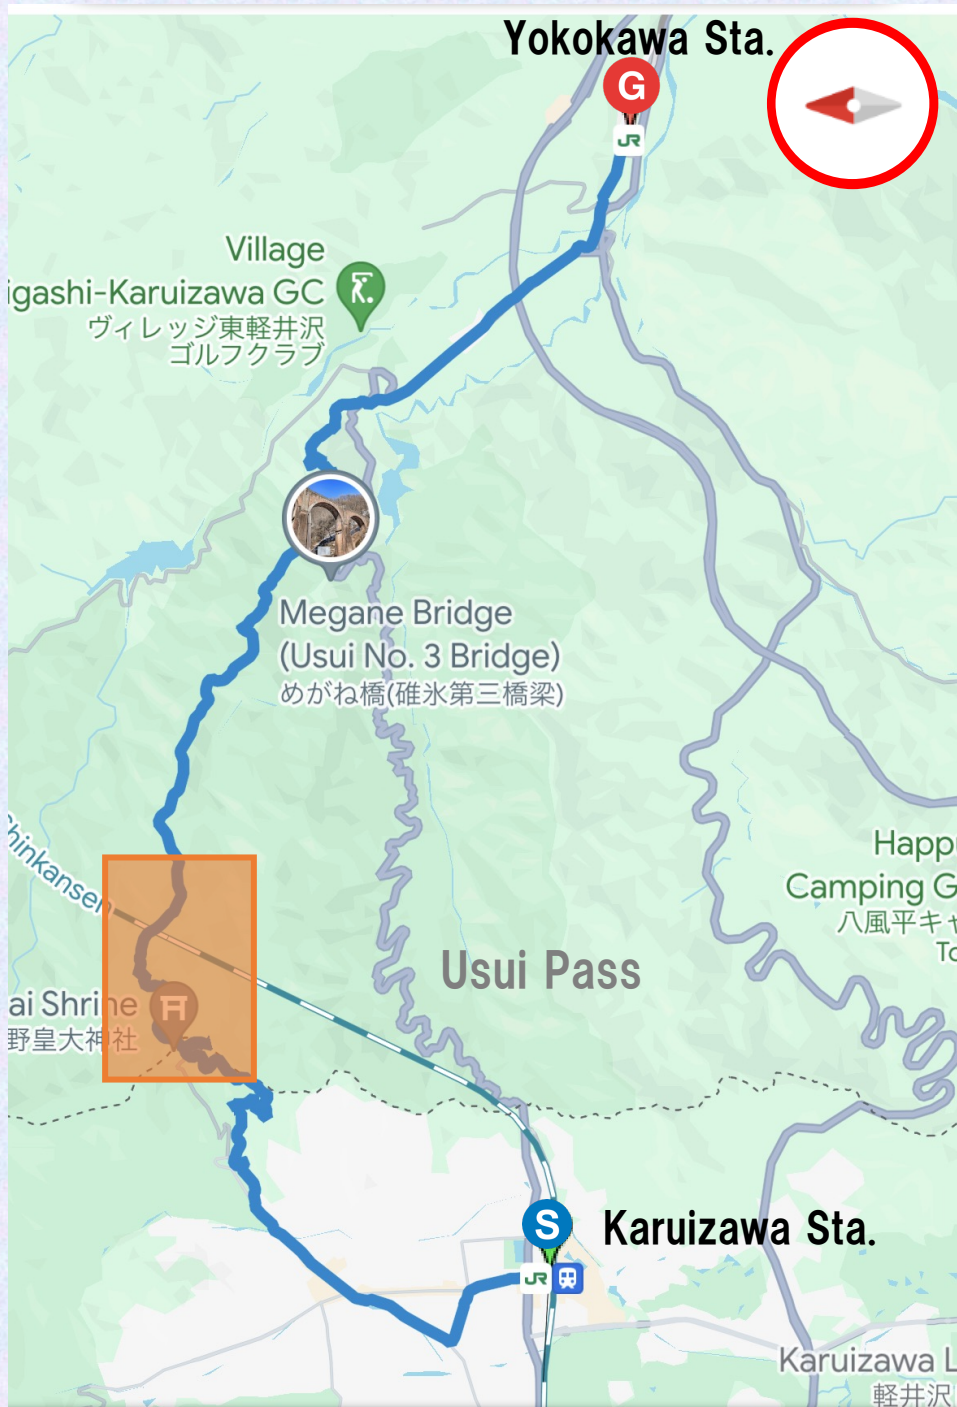 Yokokawa Sta.
G
JR
Village
igashi-Karuizawa GC
ヴィレッジ東軽井沢
ゴルフクラブ
Megane Bridge
(Usui No. 3 Bridge)
めがね橋(碓氷第三橋梁)
Shinkansen
Happu
Camping G
八風平キャ
To
Usui Pass
ai Shrine
野皇大神社
S
Karuizawa Sta.
JR
Karuizawa L
軽井沢